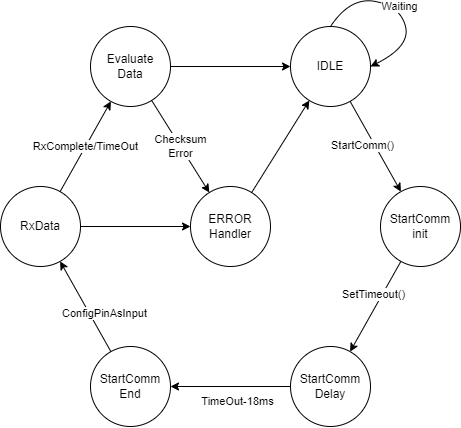 Waiting
Evaluate
Data
IDLE
Checksum
Error
RxComplete/TimeOut
StartComm()
RxData
ERROR
Handler
StartComm
init
SetTimeout()
ConfigPinAsInput
StartComm
End
TimeOut-18ms
StartComm
Delay